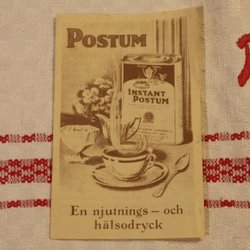 POSTUM
INSTANT
POSTUM
En njutnings – och
hälsodryck